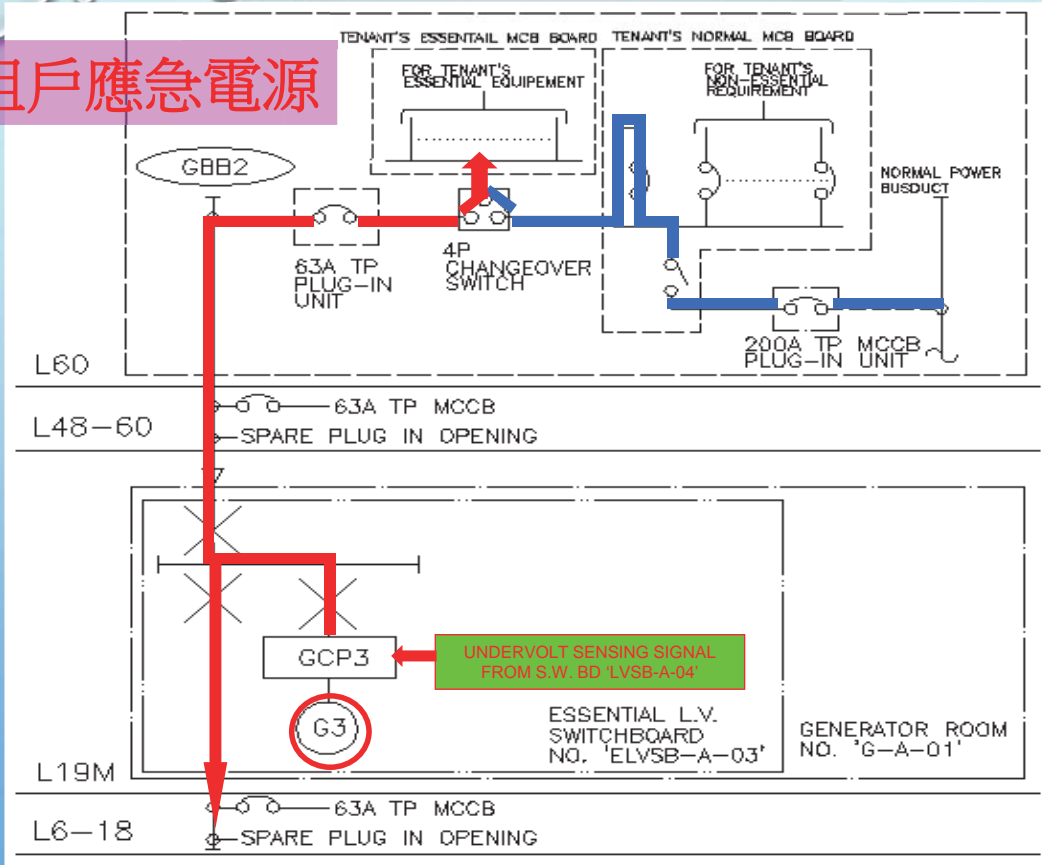 租戶應急電源
TENANT'S ESSENTAIL MCB BOARD
TENANT'S NORMAL MCB BOARD
FOR TENANT'S
ESSENTIAL EQUIPEMENT
FOR TENANT'S
NON-ESSENTIAL
REQUIREMENT
GBB2
NORMAL POWER
BUSDUCT
63A TP
PLUG-IN
UNIT
4P
CHANGEOVER
SWITCH
200A TP MCCB
PLUG-IN UNIT
L60
63A TP MCCB
L48-60
SPARE PLUG IN OPENING
GCP3
UNDERVOLT SENSING SIGNAL
FROM S.W. BD 'LVSB-A-04'
G3
ESSENTIAL L.V.
SWITCHBOARD
NO. 'ELVSB-A-03'
GENERATOR ROOM
NO. 'G-A-01'
L19M
63A TP MCCB
L6-18
SPARE PLUG IN OPENING